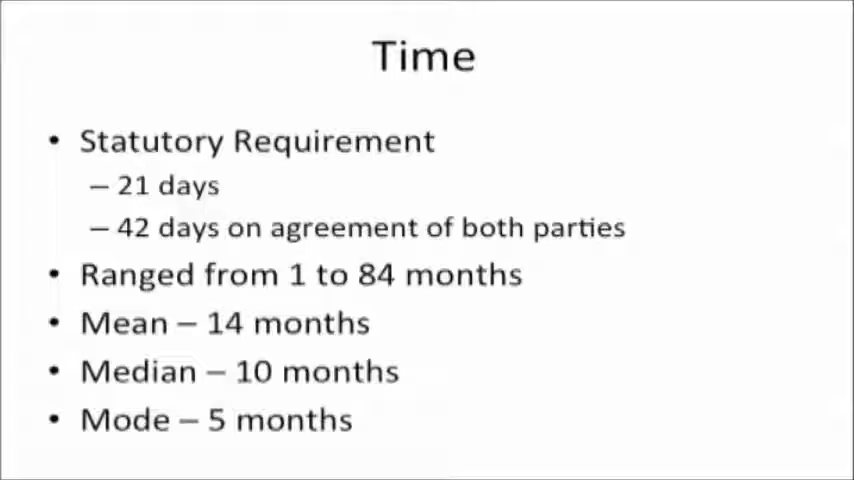 Time
• Statutory Requirement
– 21 days
– 42 days on agreement of both parties
• Ranged from 1 to 84 months
• Mean – 14 months
• Median – 10 months
• Mode – 5 months